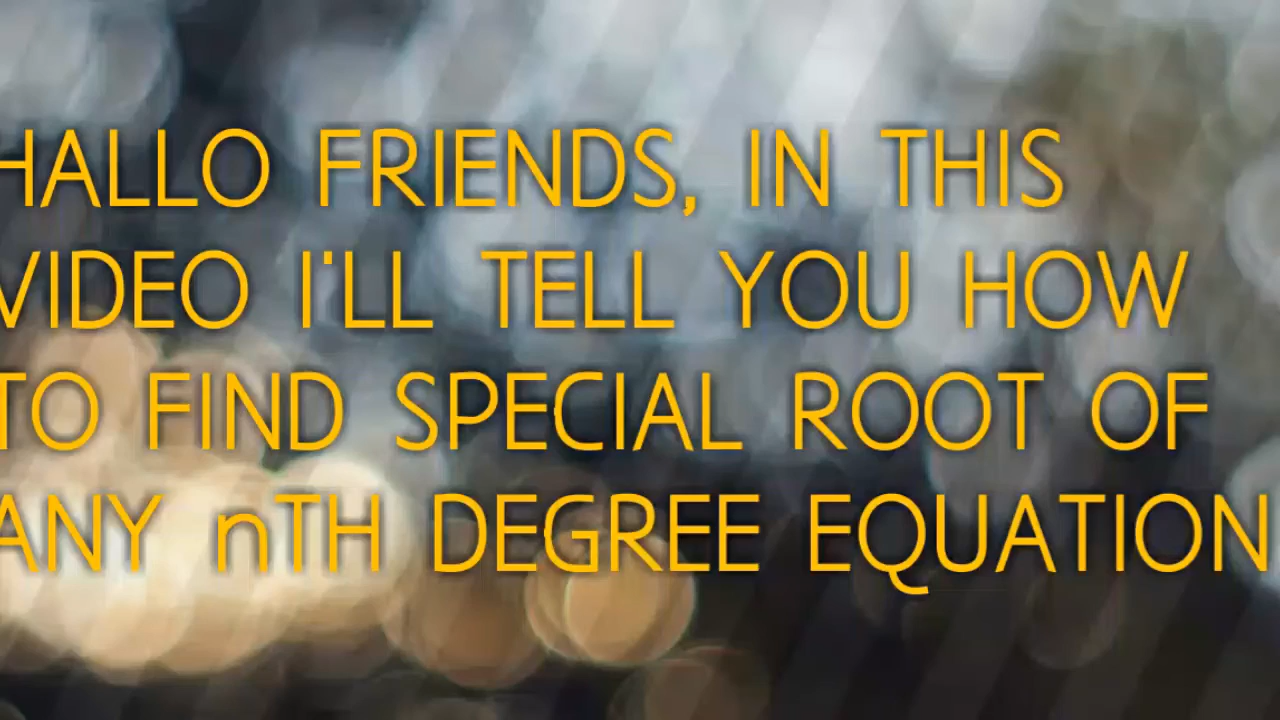 HALLO FRIENDS, IN THIS
VIDEO I'LL TELL YOU HOW
TO FIND SPECIAL ROOT OF
ANY nTH DEGREE EQUATION